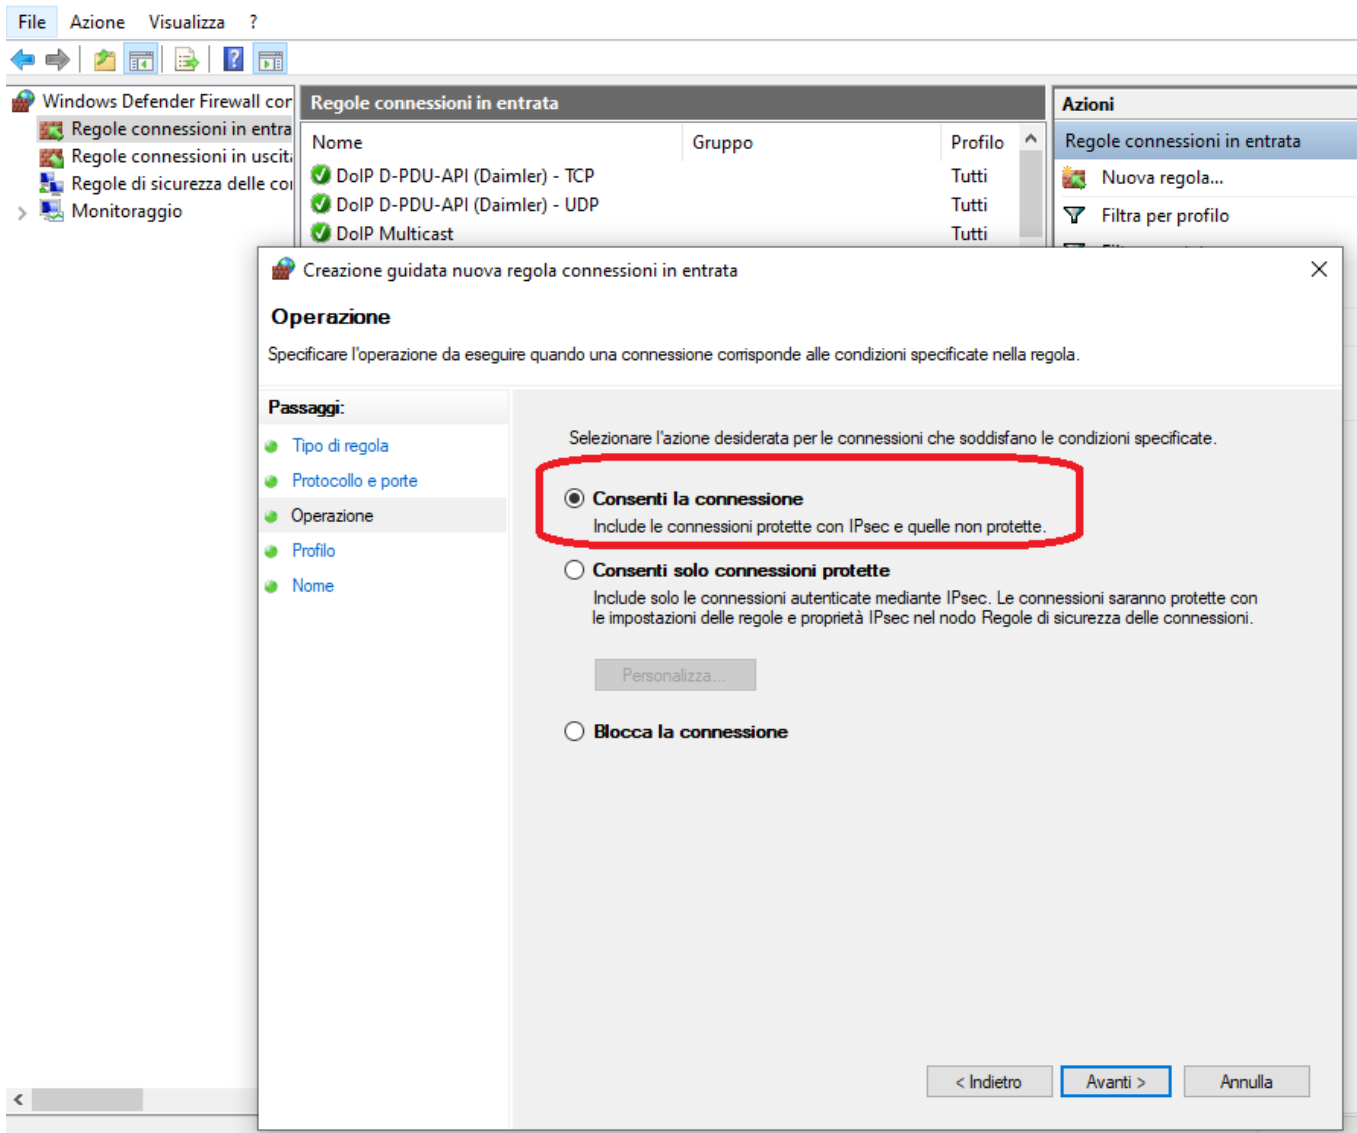 File Azione Visualizza ?
Windows Defender Firewall con
Regole connessioni in entra
Regole connessioni in uscit
Regole di sicurezza delle co
Monitoraggio
Regole connessioni in entrata
Nome Gruppo Profilo
DoIP D-PDU-API (Daimler) - TCP Tutti
DoIP D-PDU-API (Daimler) - UDP Tutti
DoIP Multicast Tutti
Azioni
Regole connessioni in entrata
Nuova regola...
Filtra per profilo
Creazione guidata nuova regola connessioni in entrata
Operazione
Specificare l'operazione da eseguire quando una connessione corrisponde alle condizioni specificate nella regola.
Passaggi:
Tipo di regola
Protocollo e porte
Operazione
Profilo
Nome
Selezionare l'azione desiderata per le connessioni che soddisfano le condizioni specificate.
Consenti la connessione
Include le connessioni protette con IPsec e quelle non protette.
Consenti solo connessioni protette
Include solo le connessioni autenticate mediante IPsec. Le connessioni saranno protette con
le impostazioni delle regole e proprietà IPsec nel nodo Regole di sicurezza delle connessioni.
Personalizza...
Blocca la connessione
< Indietro Avanti > Annulla